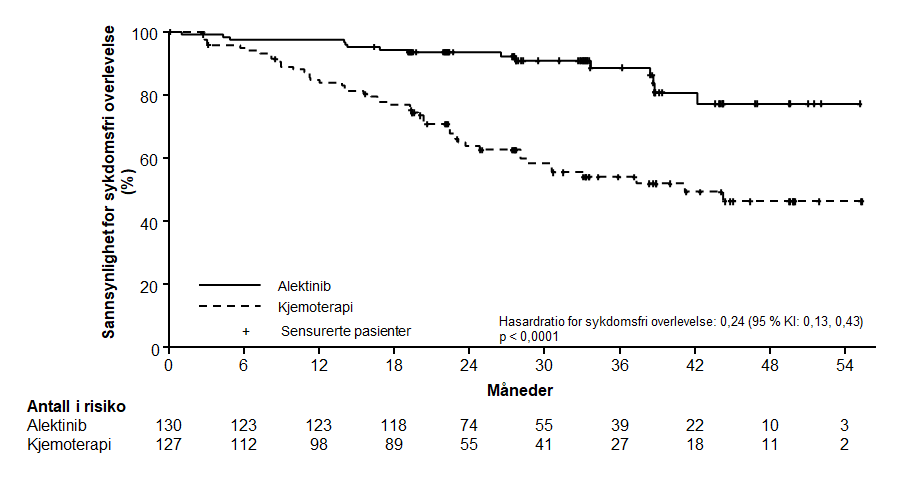 Sannsynlighet for sykdomsfri overlevelse
(%)
100
80
60
40
20
0
Alektinib
Kjemoterapi
+ Sensurerte pasienter
Hasardratio for sykdomsfri overlevelse: 0,24 (95 % KI: 0,13, 0,43)
p < 0,0001
0 6 12 18 24 30 36 42 48 54
Måneder
Antall i risiko
Alektinib 130 123 123 118 74 55 39 22 10 3
Kjemoterapi 127 112 98 89 55 41 27 18 11 2